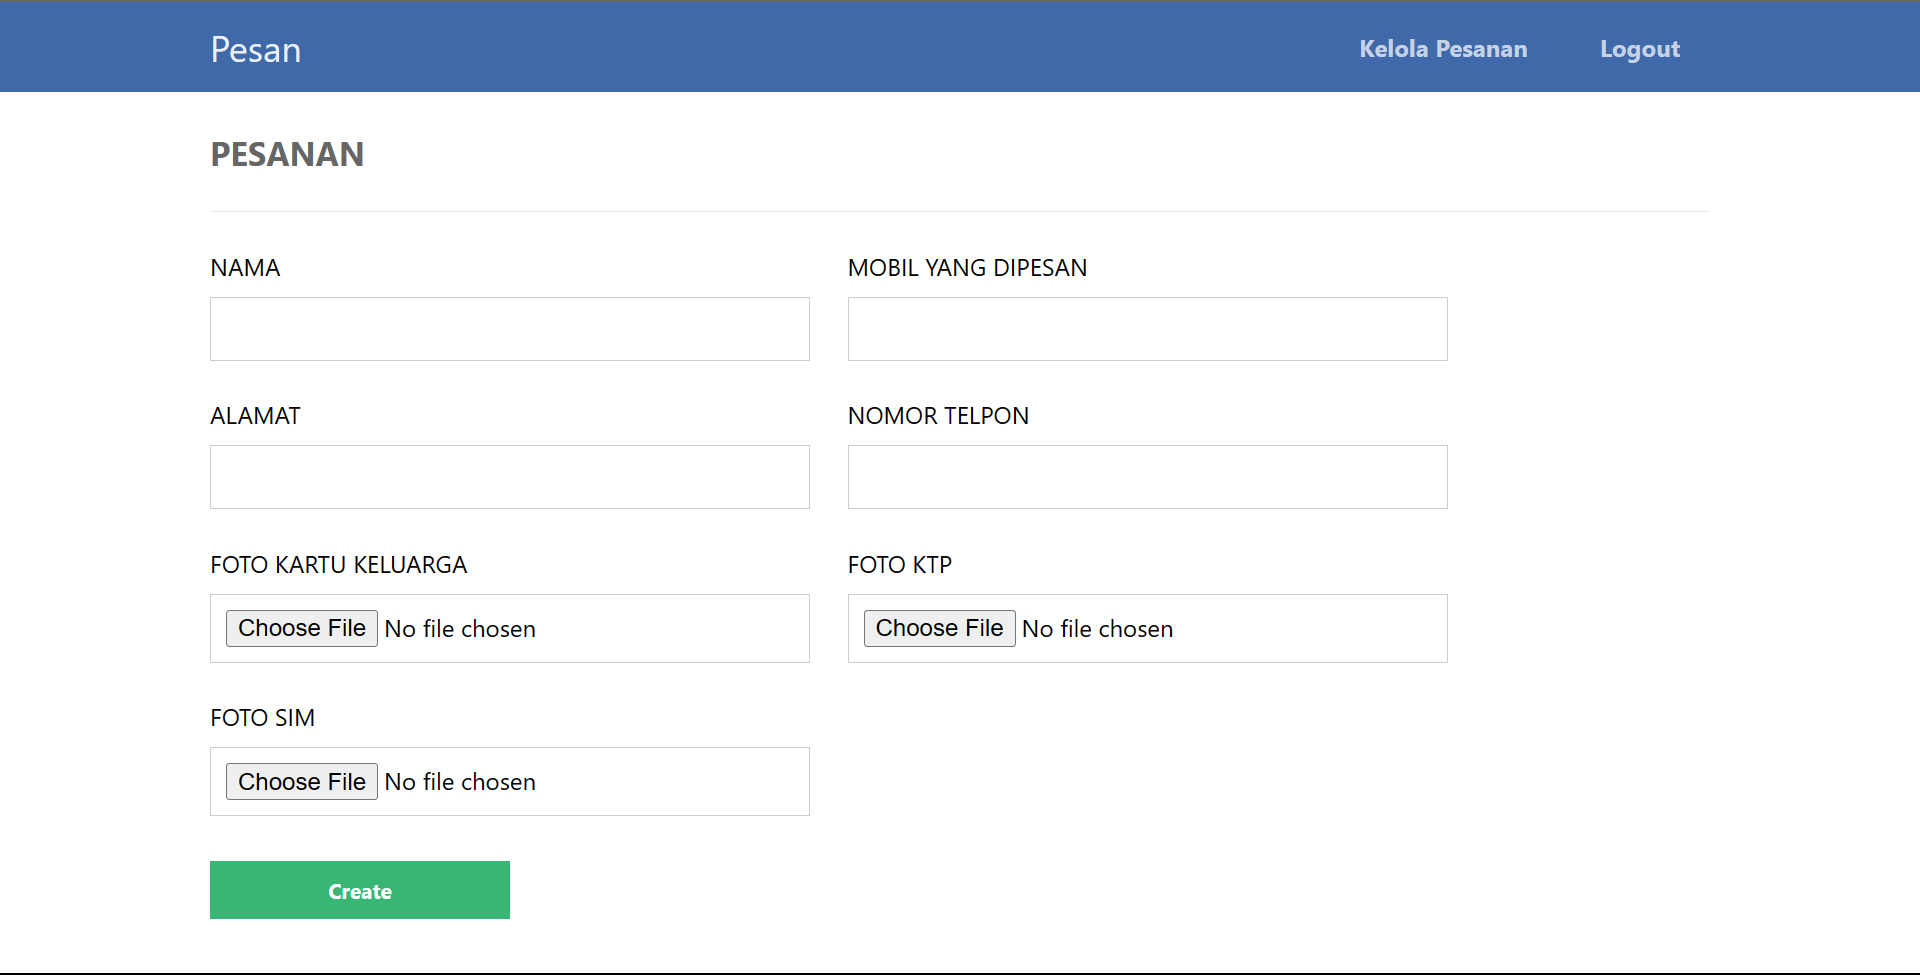 Pesan
Kelola Pesanan
Logout
PESANAN
NAMA
MOBIL YANG DIPESAN
ALAMAT
NOMOR TELPON
FOTO KARTU KELUARGA
FOTO KTP
Choose File No file chosen
Choose File No file chosen
FOTO SIM
Choose File No file chosen
Create